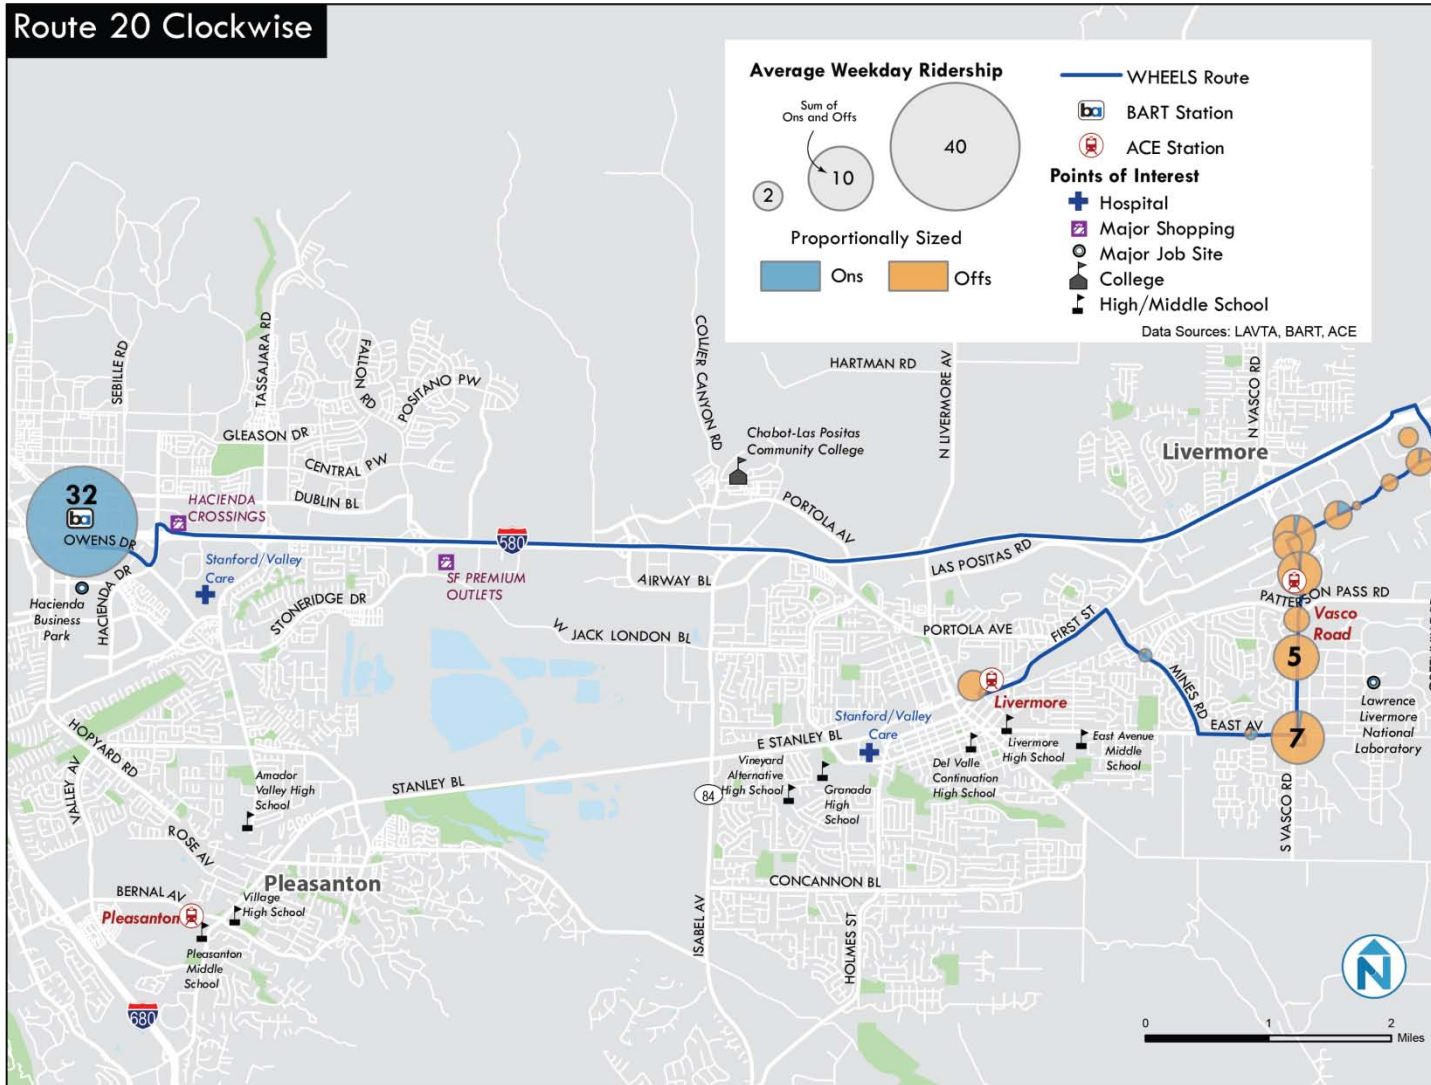 Route 20 Clockwise
Average Weekday Ridership
Sum of
Ons and Offs
2
10
40
Proportionally Sized
Ons
Offs
WHEELS Route
BART Station
ACE Station
Points of Interest
Hospital
Major Shopping
Major Job Site
College
High/Middle School
Data Sources: LAVTA, BART, ACE
SEBILLE RD
TASSAJARA RD
FALLON RD
POSITANO PW
GLEASON DR
CENTRAL PW
DUBLIN BL
COLLIER CANYON RD
HARTMAN RD
N LIVERMORE AV
N VASCO RD
Livermore
Chabot-Las Positas
Community College
PORTOLA AV
32
ba
OWENS DR
HACIENDA
CROSSINGS
580
Stanford/Valley
Care
SF PREMIUM
OUTLETS
AIRWAY BL
LAS POSITAS RD
Hacienda
Business
Park
HACIENDA DR
STONERIDGE DR
W JACK LONDON BL
PORTOLA AVE
FIRST ST
PATTERSON PASS RD
Vasco
Road
5
MINES RD
Livermore
Lawrence
Livermore
National
Laboratory
EAST AV
7
Stanford/Valley
Care
E STANLEY BL
Livermore
High School
East Avenue
Middle
School
Del Valle
Continuation
High School
Vineyard
Alternative
High School
Granada
High
School
84
HOPYARD RD
VALLEY AV
STANLEY BL
Amador
Valley High
School
ROSE AV
S VASCO RD
Pleasanton
BERNAL AV
Village
High School
Pleasanton
Pleasanton
Middle
School
CONCANNON BL
ISABEL AV
HOLMES ST
N
680
0
1
2
Miles